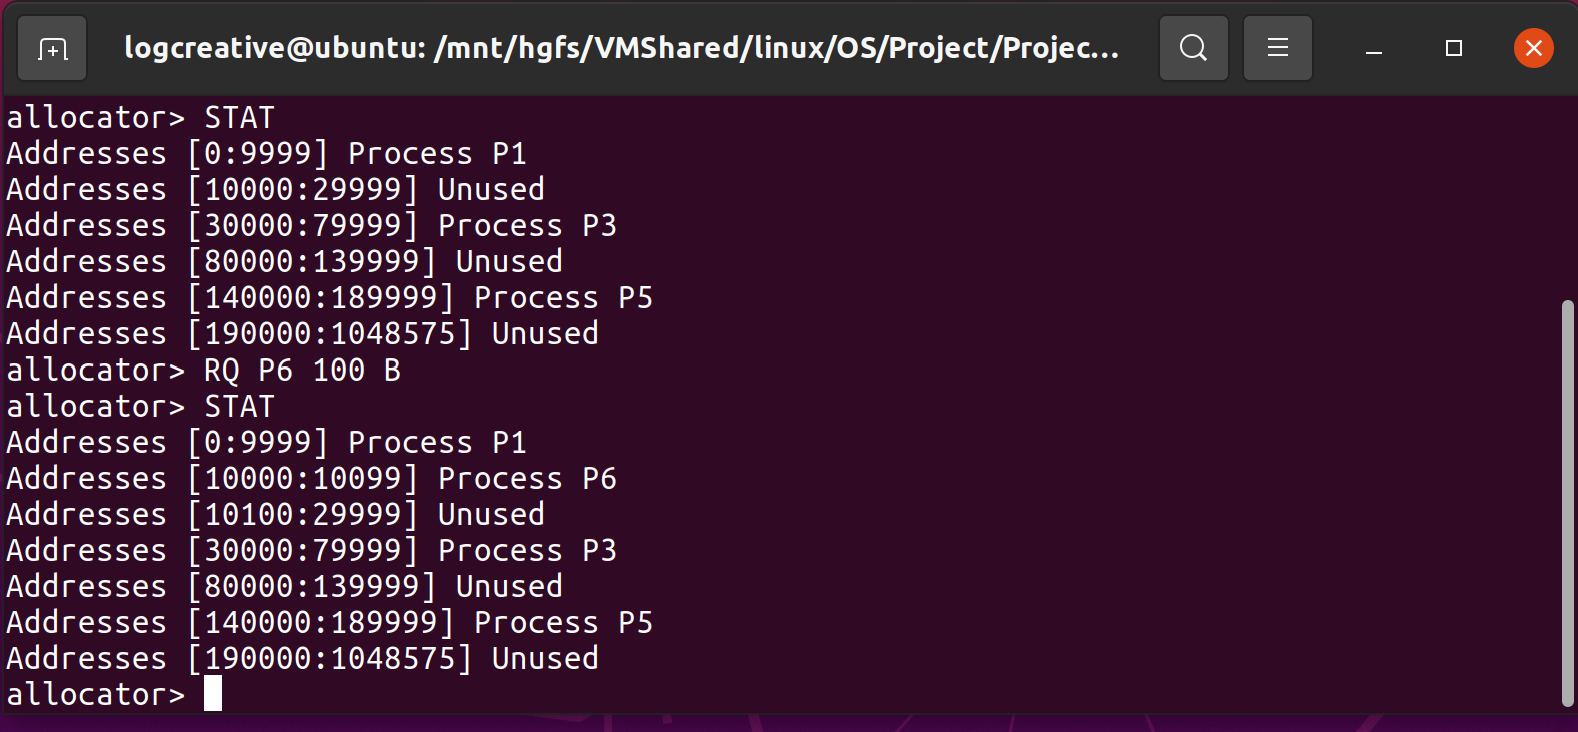 logcreative@ubuntu: /mnt/hgfs/VMShared/linux/OS/Project/Projec...
allocator> STAT
Addresses [0:9999] Process P1
Addresses [10000:29999] Unused
Addresses [30000:79999] Process P3
Addresses [80000:139999] Unused
Addresses [140000:189999] Process P5
Addresses [190000:1048575] Unused
allocator> RQ P6 100 B
allocator> STAT
Addresses [0:9999] Process P1
Addresses [10000:10099] Process P6
Addresses [10100:29999] Unused
Addresses [30000:79999] Process P3
Addresses [80000:139999] Unused
Addresses [140000:189999] Process P5
Addresses [190000:1048575] Unused
allocator>